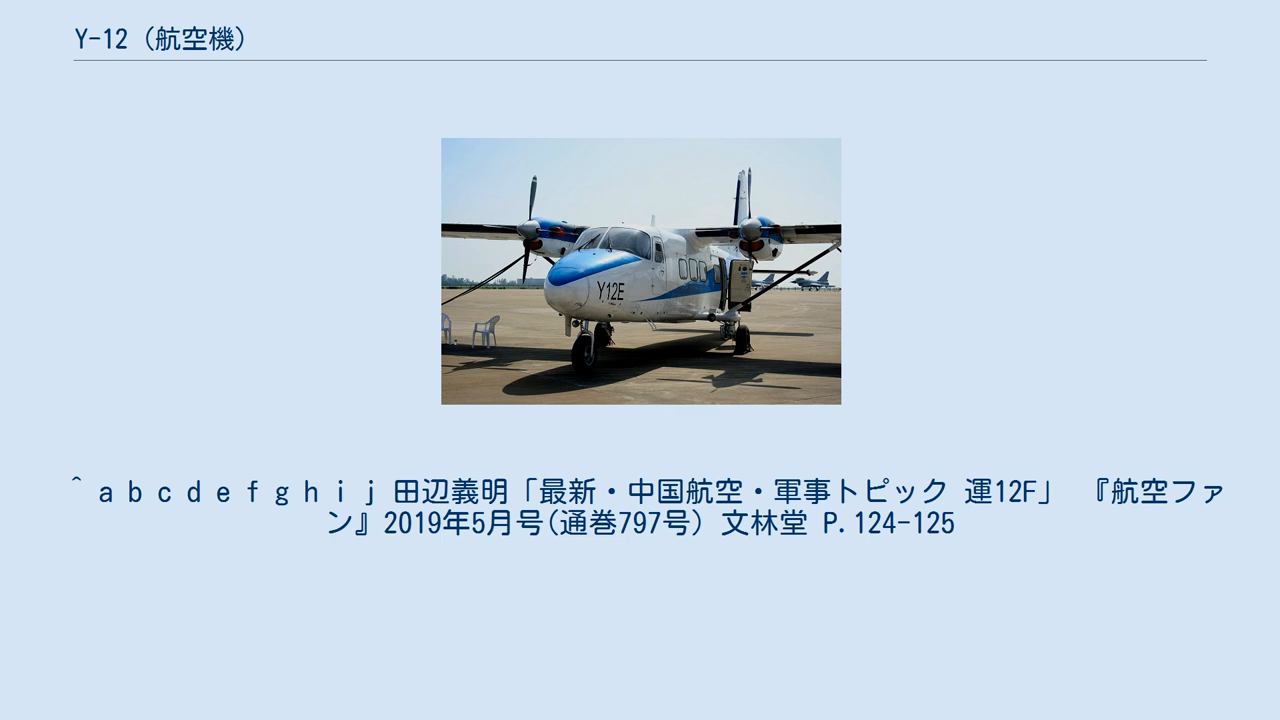 Y-12 (航空機)
Y12E
^ a b c d e f g h i j 田辺義明「最新・中国航空・軍事トピック 運12F」 『航空ファ
ン』2019年5月号(通巻797号) 文林堂 P.124-125